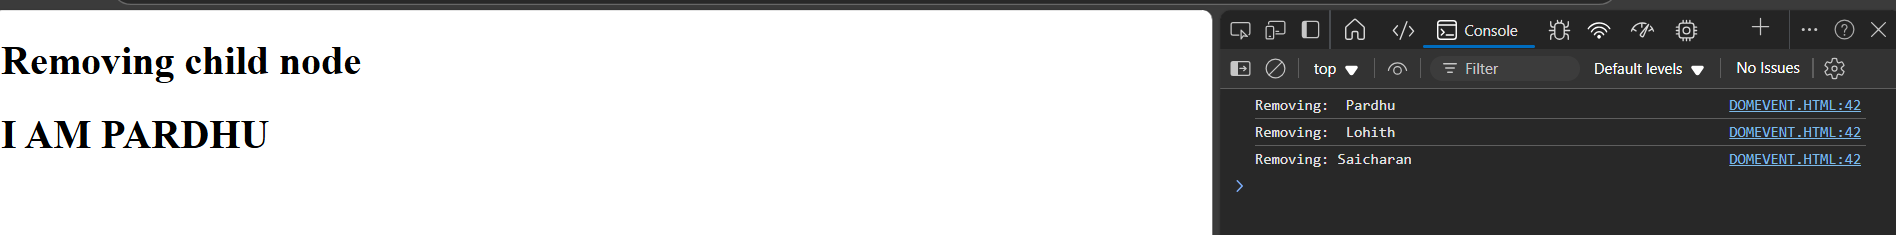 Removing child node
I AM PARDHU
Console
top
Filter
Default levels
No Issues
Removing:  Pardhu DOMEVENT.HTML:42
Removing:  Lohith DOMEVENT.HTML:42
Removing: Saicharan DOMEVENT.HTML:42